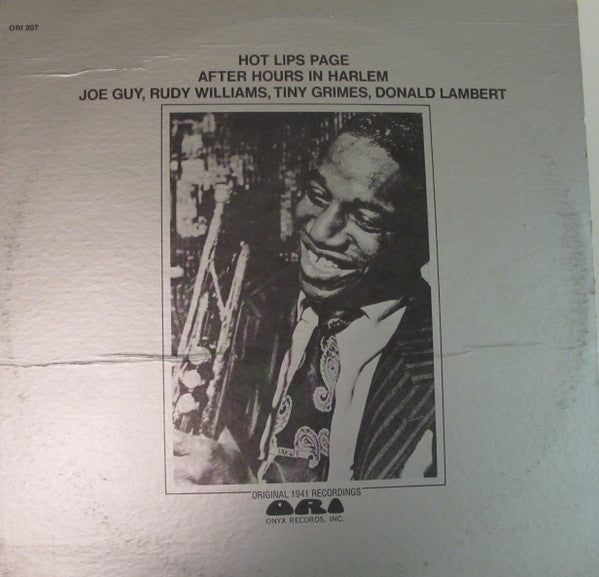 ORI 207
HOT LIPS PAGE
AFTER HOURS IN HARLEM
JOE GUY, RUDY WILLIAMS, TINY GRIMES, DONALD LAMBERT
ORIGINAL 1941 RECORDINGS
ORI
ONYX RECORDS, INC.